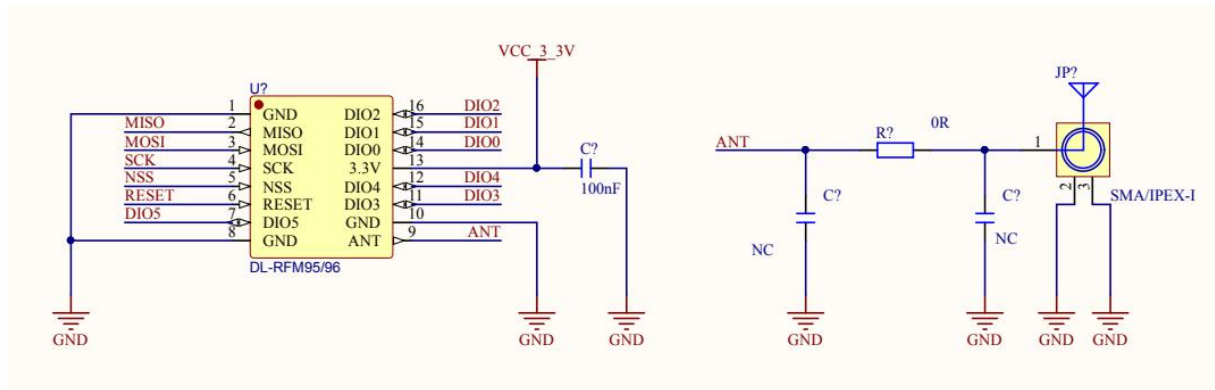 VCC_3_3V
U?
1 GND DIO2 16 DIO2
MISO 2 MISO DIO1 15 DIO1
MOSI 3 MOSI DIO0 14 DIO0
SCK 4 SCK 3.3V 13
NSS 5 NSS DIO4 12 DIO4
RESET 6 RESET DIO3 11 DIO3
DIO5 7 DIO5 GND 10
8 GND ANT 9 ANT
DL-RFM95/96
C?
100nF
GND
GND
GND
ANT
R?
0R
C?
NC
C?
NC
JP?
1
2
3
SMA/IPEX-I
GND
GND
GND
GND